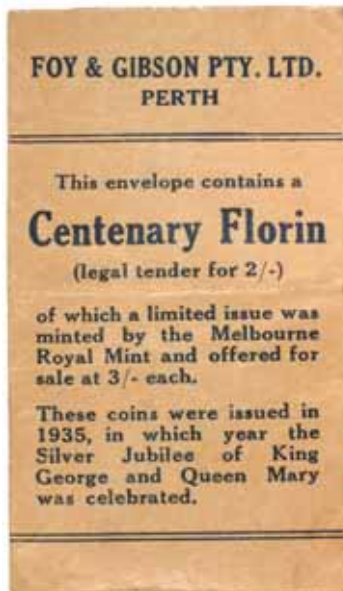 FOY & GIBSON PTY. LTD.
PERTH
This envelope contains a
Centenary Florin
(legal tender for 2/-)
of which a limited issue was
minted by the Melbourne
Royal Mint and offered for
sale at 3/- each.
These coins were issued in
1935, in which year the
Silver Jubilee of King
George and Queen Mary
was celebrated.